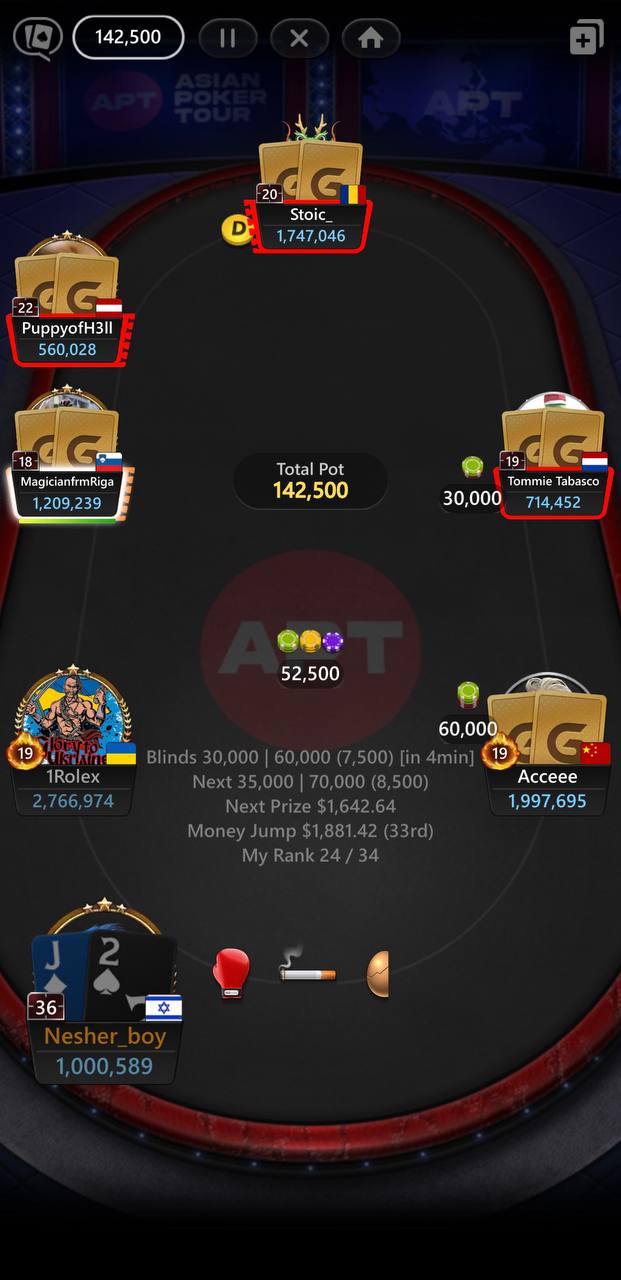 142,500
APT
ASIAN
POKER
TOUR
APT
20
Stoic_
1,747,046
D
22
PuppyofH3ll
560,028
18
MagicianfrmRiga
1,209,239
Total Pot
142,500
19
Tommie Tabasco
714,452
30,000
APT
52,500
60,000
19
1Rolex
2,766,974
19
Acceee
1,997,695
Blinds 30,000 | 60,000 (7,500) [in 4min]
Next 35,000 | 70,000 (8,500)
Next Prize $1,642.64
Money Jump $1,881.42 (33rd)
My Rank 24 / 34
J
2
36
Nesher_boy
1,000,589